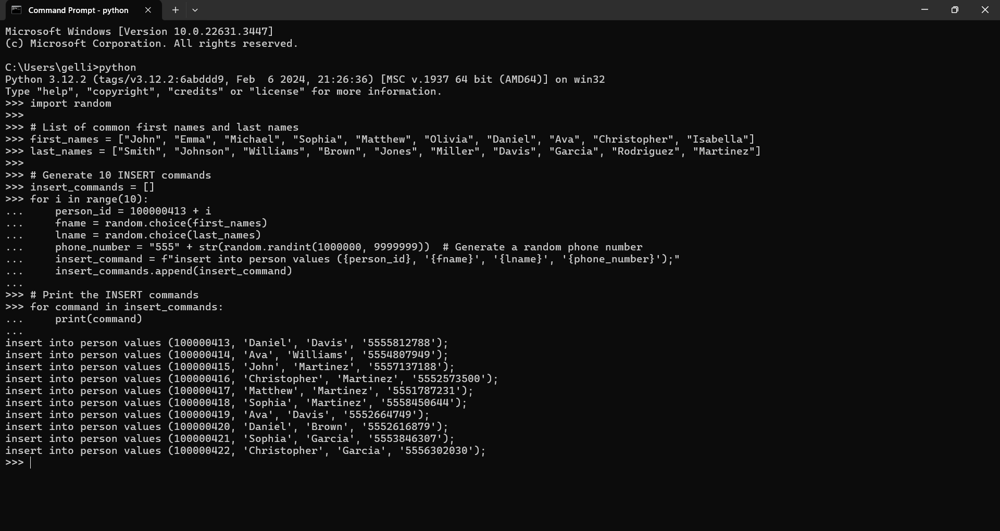 Command Prompt - python
Microsoft Windows [Version 10.0.22631.3447]
(c) Microsoft Corporation. All rights reserved.

C:\Users\gelli>python
Python 3.12.2 (tags/v3.12.2:6abddd9, Feb  6 2024, 21:26:36) [MSC v.1937 64 bit (AMD64)] on win32
Type "help", "copyright", "credits" or "license" for more information.
>>> import random
>>>
>>> # List of common first names and last names
>>> first_names = ["John", "Emma", "Michael", "Sophia", "Matthew", "Olivia", "Daniel", "Ava", "Christopher", "Isabella"]
>>> last_names = ["Smith", "Johnson", "Williams", "Brown", "Jones", "Miller", "Davis", "Garcia", "Rodriguez", "Martinez"]
>>>
>>> # Generate 10 INSERT commands
>>> insert_commands = []
>>> for i in range(10):
...     person_id = 100000413 + i
...     fname = random.choice(first_names)
...     lname = random.choice(last_names)
...     phone_number = "555" + str(random.randint(1000000, 9999999))  # Generate a random phone number
...     insert_command = f"insert into person values ({person_id}, '{fname}', '{lname}', '{phone_number}');"
...     insert_commands.append(insert_command)
...
>>> # Print the INSERT commands
>>> for command in insert_commands:
...     print(command)
...
insert into person values (100000413, 'Daniel', 'Davis', '5555812788');
insert into person values (100000414, 'Ava', 'Williams', '5554807949');
insert into person values (100000415, 'John', 'Martinez', '5557137188');
insert into person values (100000416, 'Christopher', 'Martinez', '5552573500');
insert into person values (100000417, 'Matthew', 'Martinez', '5551787231');
insert into person values (100000418, 'Sophia', 'Martinez', '5558450644');
insert into person values (100000419, 'Ava', 'Davis', '5552664749');
insert into person values (100000420, 'Daniel', 'Brown', '5552616879');
insert into person values (100000421, 'Sophia', 'Garcia', '5553846307');
insert into person values (100000422, 'Christopher', 'Garcia', '5556302030');
>>>